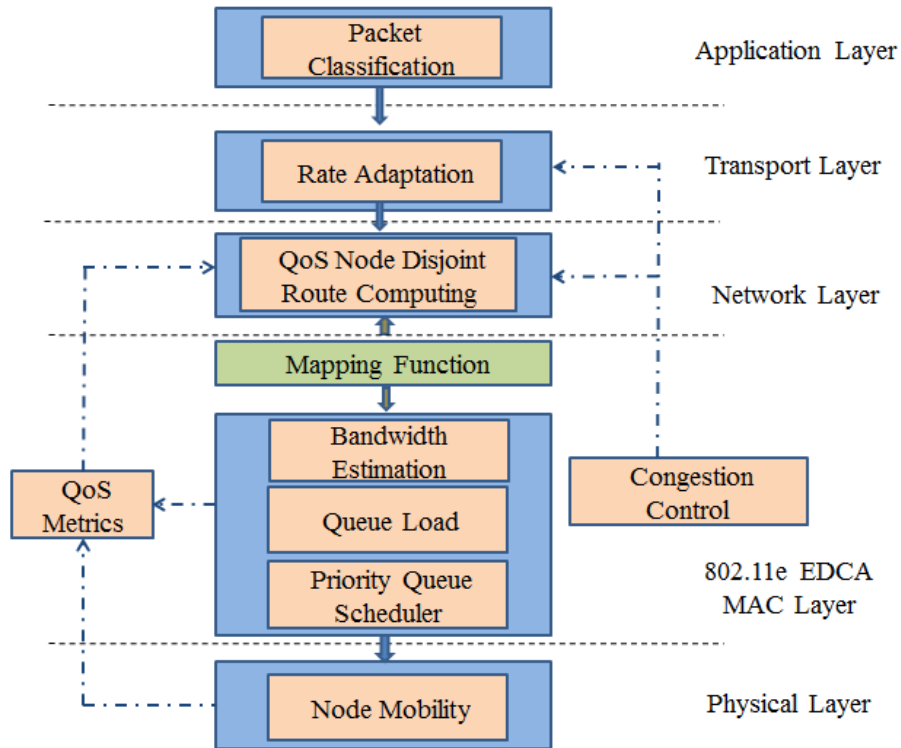 Packet
Classification
Application Layer
Rate Adaptation
Transport Layer
QoS Node Disjoint
Route Computing
Network Layer
Mapping Function
Bandwidth
Estimation
QoS
Metrics
Queue Load
Congestion
Control
Priority Queue
Scheduler
802.11e EDCA
MAC Layer
Node Mobility
Physical Layer